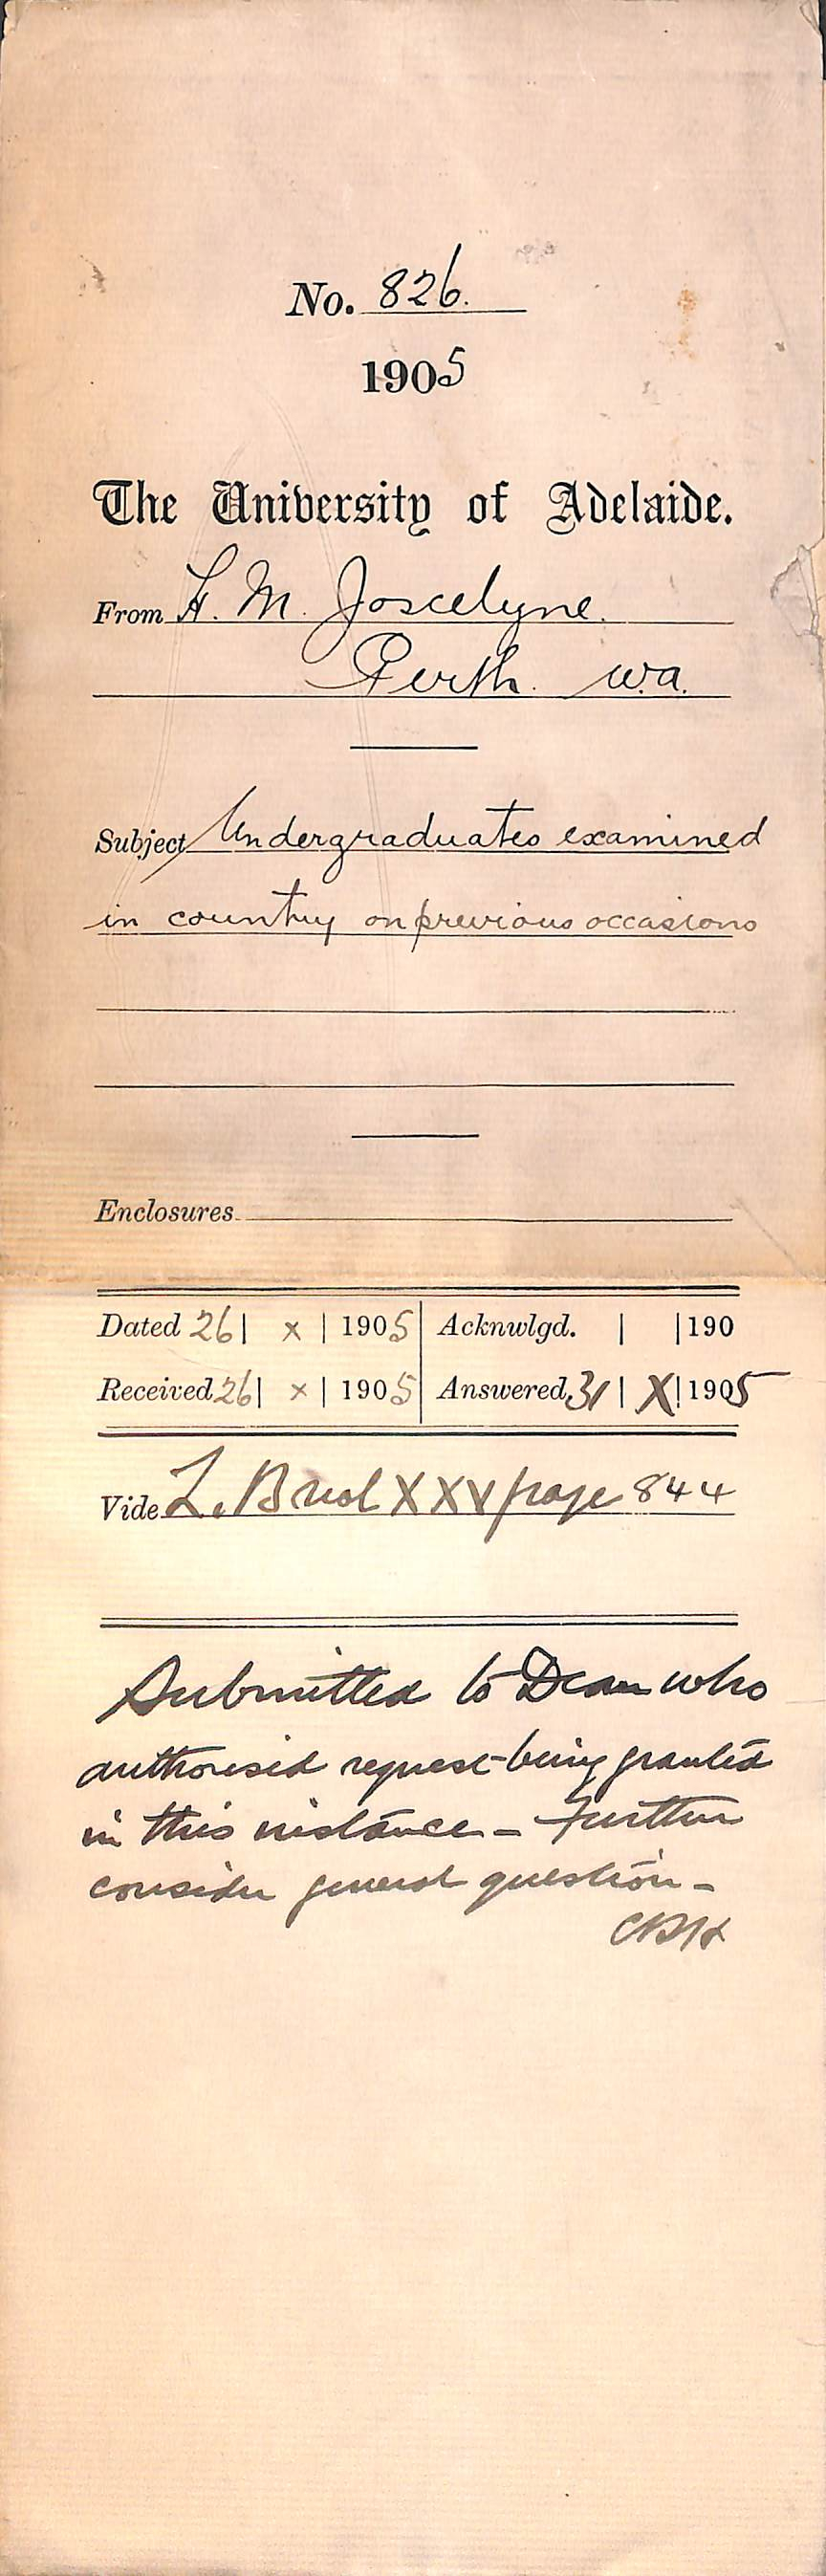 No. 826.
1905
The University of Adelaide.
From F. M. Joscelyne.
Perth. W.A.
Subject Undergraduates examined
in country on previous occasions
Enclosures
Dated 26 | X | 1905 Acknwlgd. | | 190
Received 26 | X | 1905 Answered 31 | X | 1905
Vide L. B vol XXV page 844
Submitted to Dean who
authorised request being granted
in this instance – Further
consider general question –